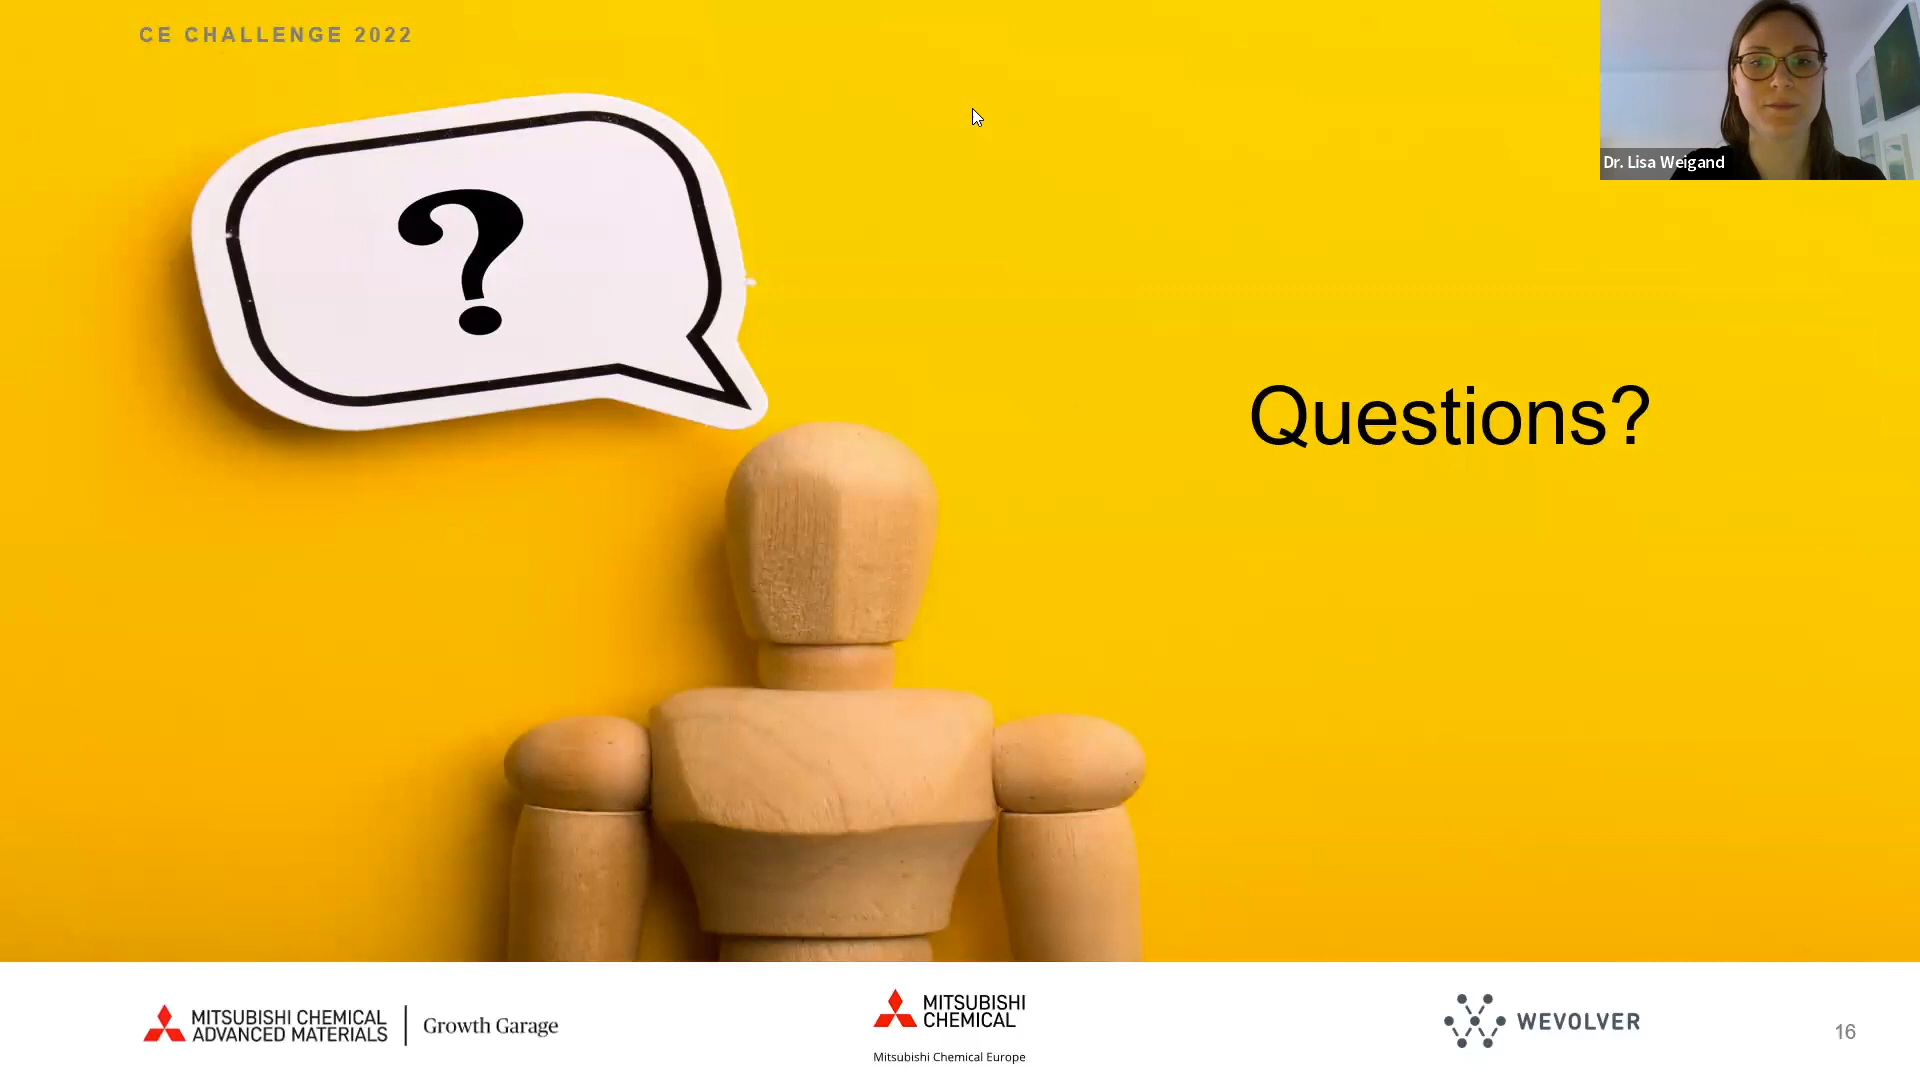 CE CHALLENGE 2022
Dr. Lisa Weigand
?
Questions?
MITSUBISHI CHEMICAL
ADVANCED MATERIALS
Growth Garage
MITSUBISHI
CHEMICAL
Mitsubishi Chemical Europe
WEVOLVER
16